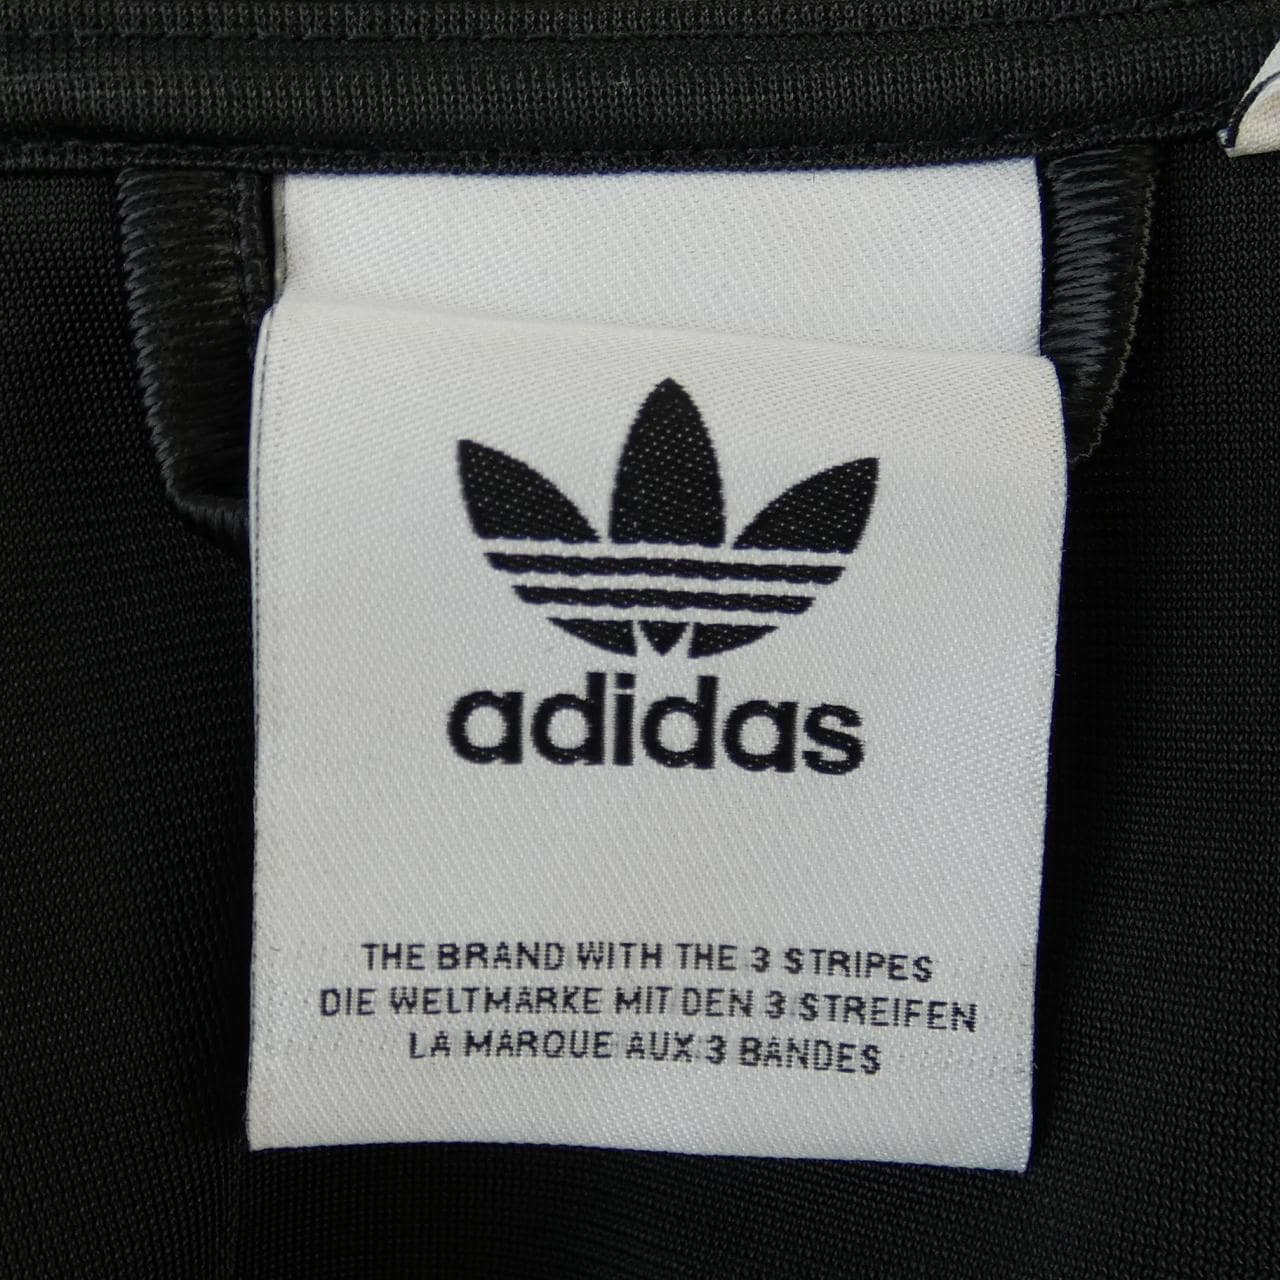 adidas
THE BRAND WITH THE 3 STRIPES
DIE WELTMARKE MIT DEN 3 STREIFEN
LA MARQUE AUX 3 BANDES